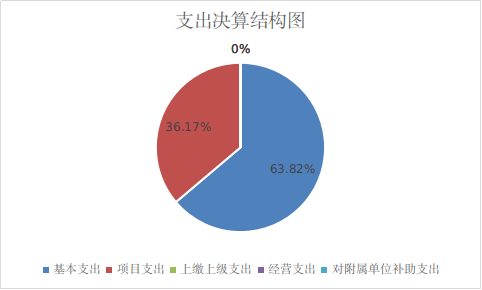 支出决算结构图
0%
36.17%
63.82%
基本支出 项目支出 上缴上级支出 经营支出 对附属单位补助支出